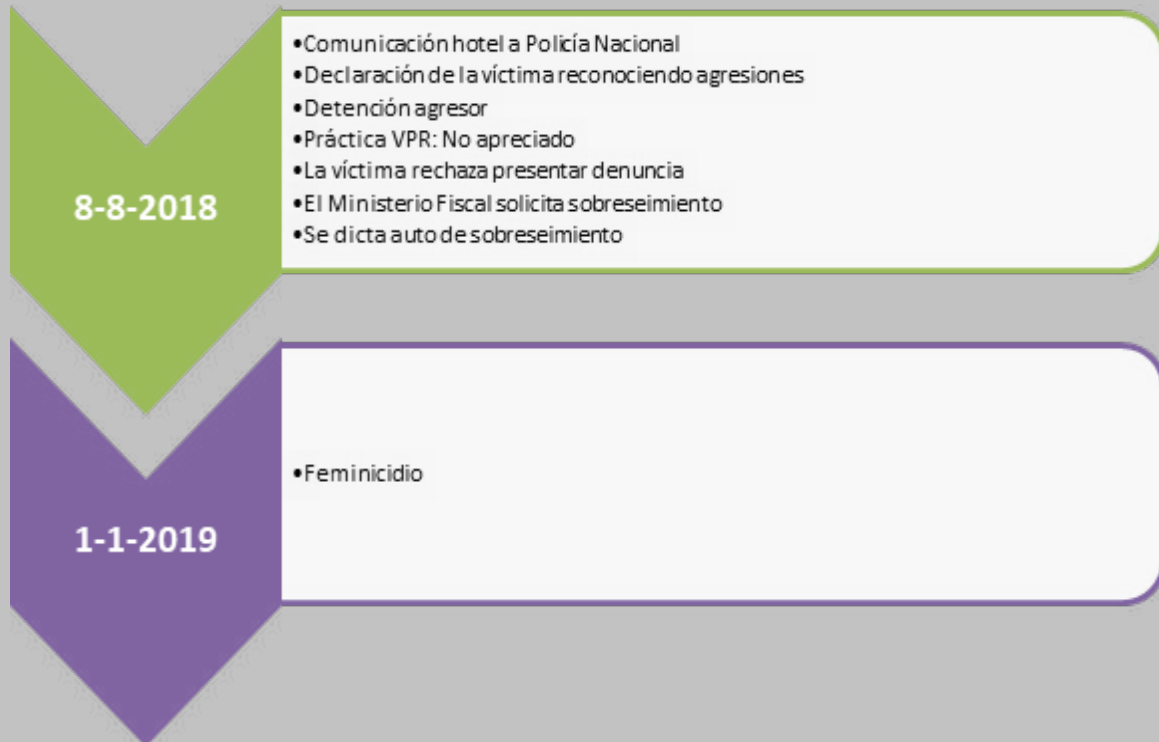 8-8-2018
•Comunicación hotel a Policía Nacional
•Declaración de la víctima reconociendo agresiones
•Detención agresor
•Práctica VPR: No apreciado
•La víctima rechaza presentar denuncia
•El Ministerio Fiscal solicita sobreseimiento
•Se dicta auto de sobreseimiento
1-1-2019
•Feminicidio